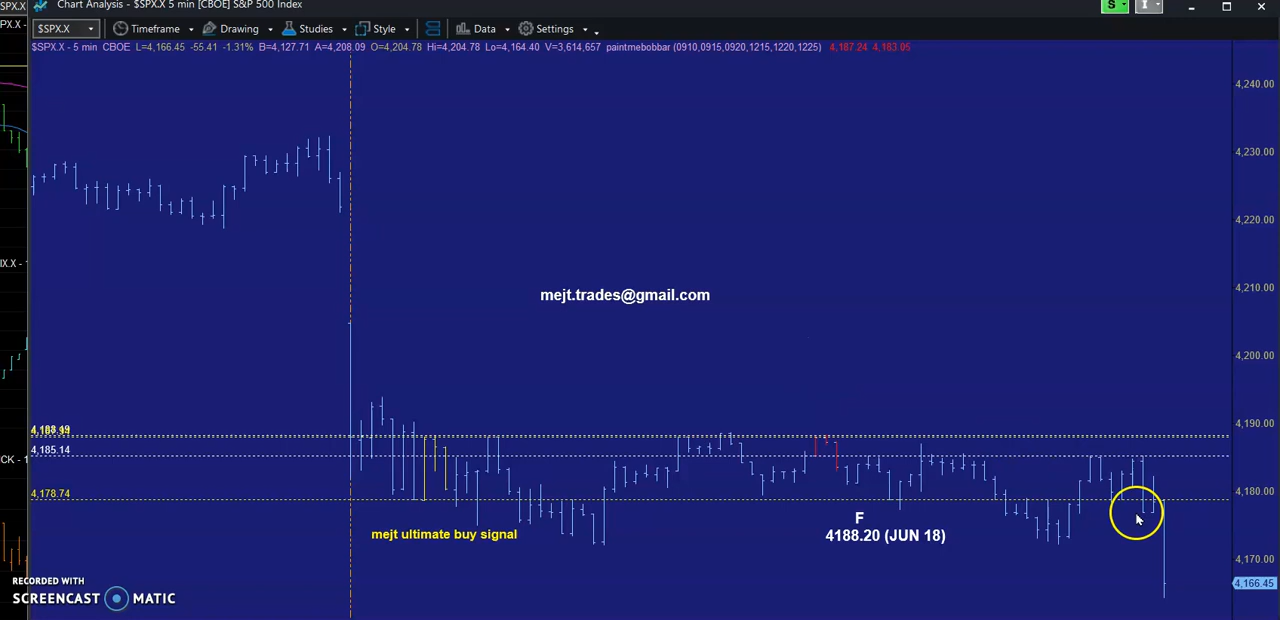 SPX.X
Chart Analysis - $SPX.X 5 min [CBOE] S&P 500 Index
S
I
$SPX.X
Timeframe
Drawing
Studies
Style
Data
Settings
$SPX.X - 5 min CBOE L=4,166.45 -55.41 -1.31% B=4,127.71 A=4,208.09 O=4,204.78 Hi=4,204.78 Lo=4,164.40 V=3,614,657 paintmebobbar (0910,0915,0920,1215,1220,1225) 4,187.24 4,183.05
4,240.00
4,230.00
4,220.00
4,210.00
mejt.trades@gmail.com
4,200.00
4,190.00
4,185.14
4,180.00
4,178.74
mejt ultimate buy signal
F
4188.20 (JUN 18)
4,170.00
4,166.45
RECORDED WITH
SCREENCAST MATIC